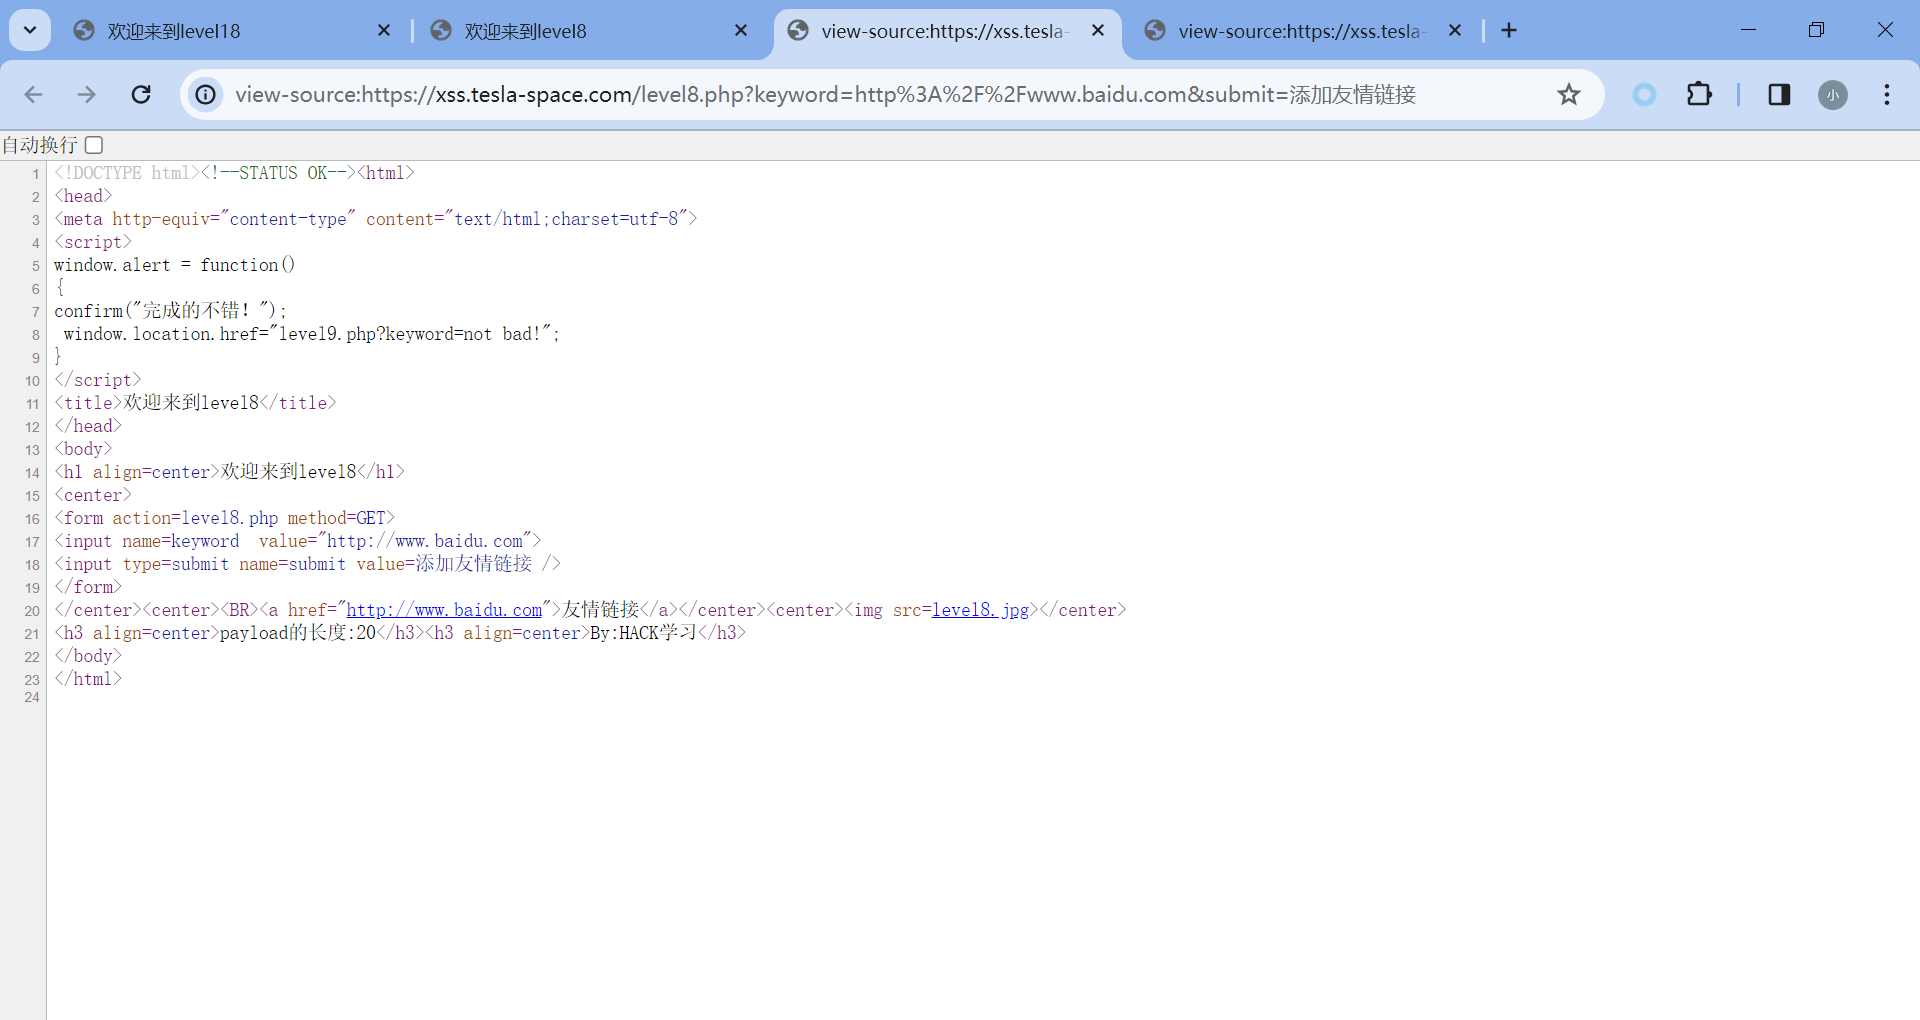 欢迎来到level18
欢迎来到level8
view-source:https://xss.tesla-
view-source:https://xss.tesla-
view-source:https://xss.tesla-space.com/level8.php?keyword=http%3A%2F%2Fwww.baidu.com&submit=添加友情链接
小
自动换行
1 <!DOCTYPE html><!--STATUS OK--><html>
2 <head>
3 <meta http-equiv="content-type" content="text/html;charset=utf-8">
4 <script>
5 window.alert = function()
6 {
7 confirm("完成的不错！");
8  window.location.href="level9.php?keyword=not bad!";
9 }
10 </script>
11 <title>欢迎来到level8</title>
12 </head>
13 <body>
14 <h1 align=center>欢迎来到level8</h1>
15 <center>
16 <form action=level8.php method=GET>
17 <input name=keyword  value="http://www.baidu.com">
18 <input type=submit name=submit value=添加友情链接 />
19 </form>
20 </center><center><BR><a href="http://www.baidu.com">友情链接</a></center><center><img src=level8.jpg></center>
21 <h3 align=center>payload的长度:20</h3><h3 align=center>By:HACK学习</h3>
22 </body>
23 </html>
24